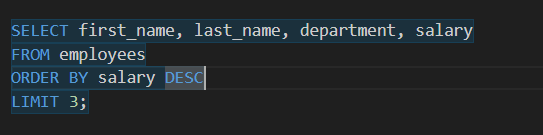 SELECT first_name, last_name, department, salary
FROM employees
ORDER BY salary DESC
LIMIT 3;